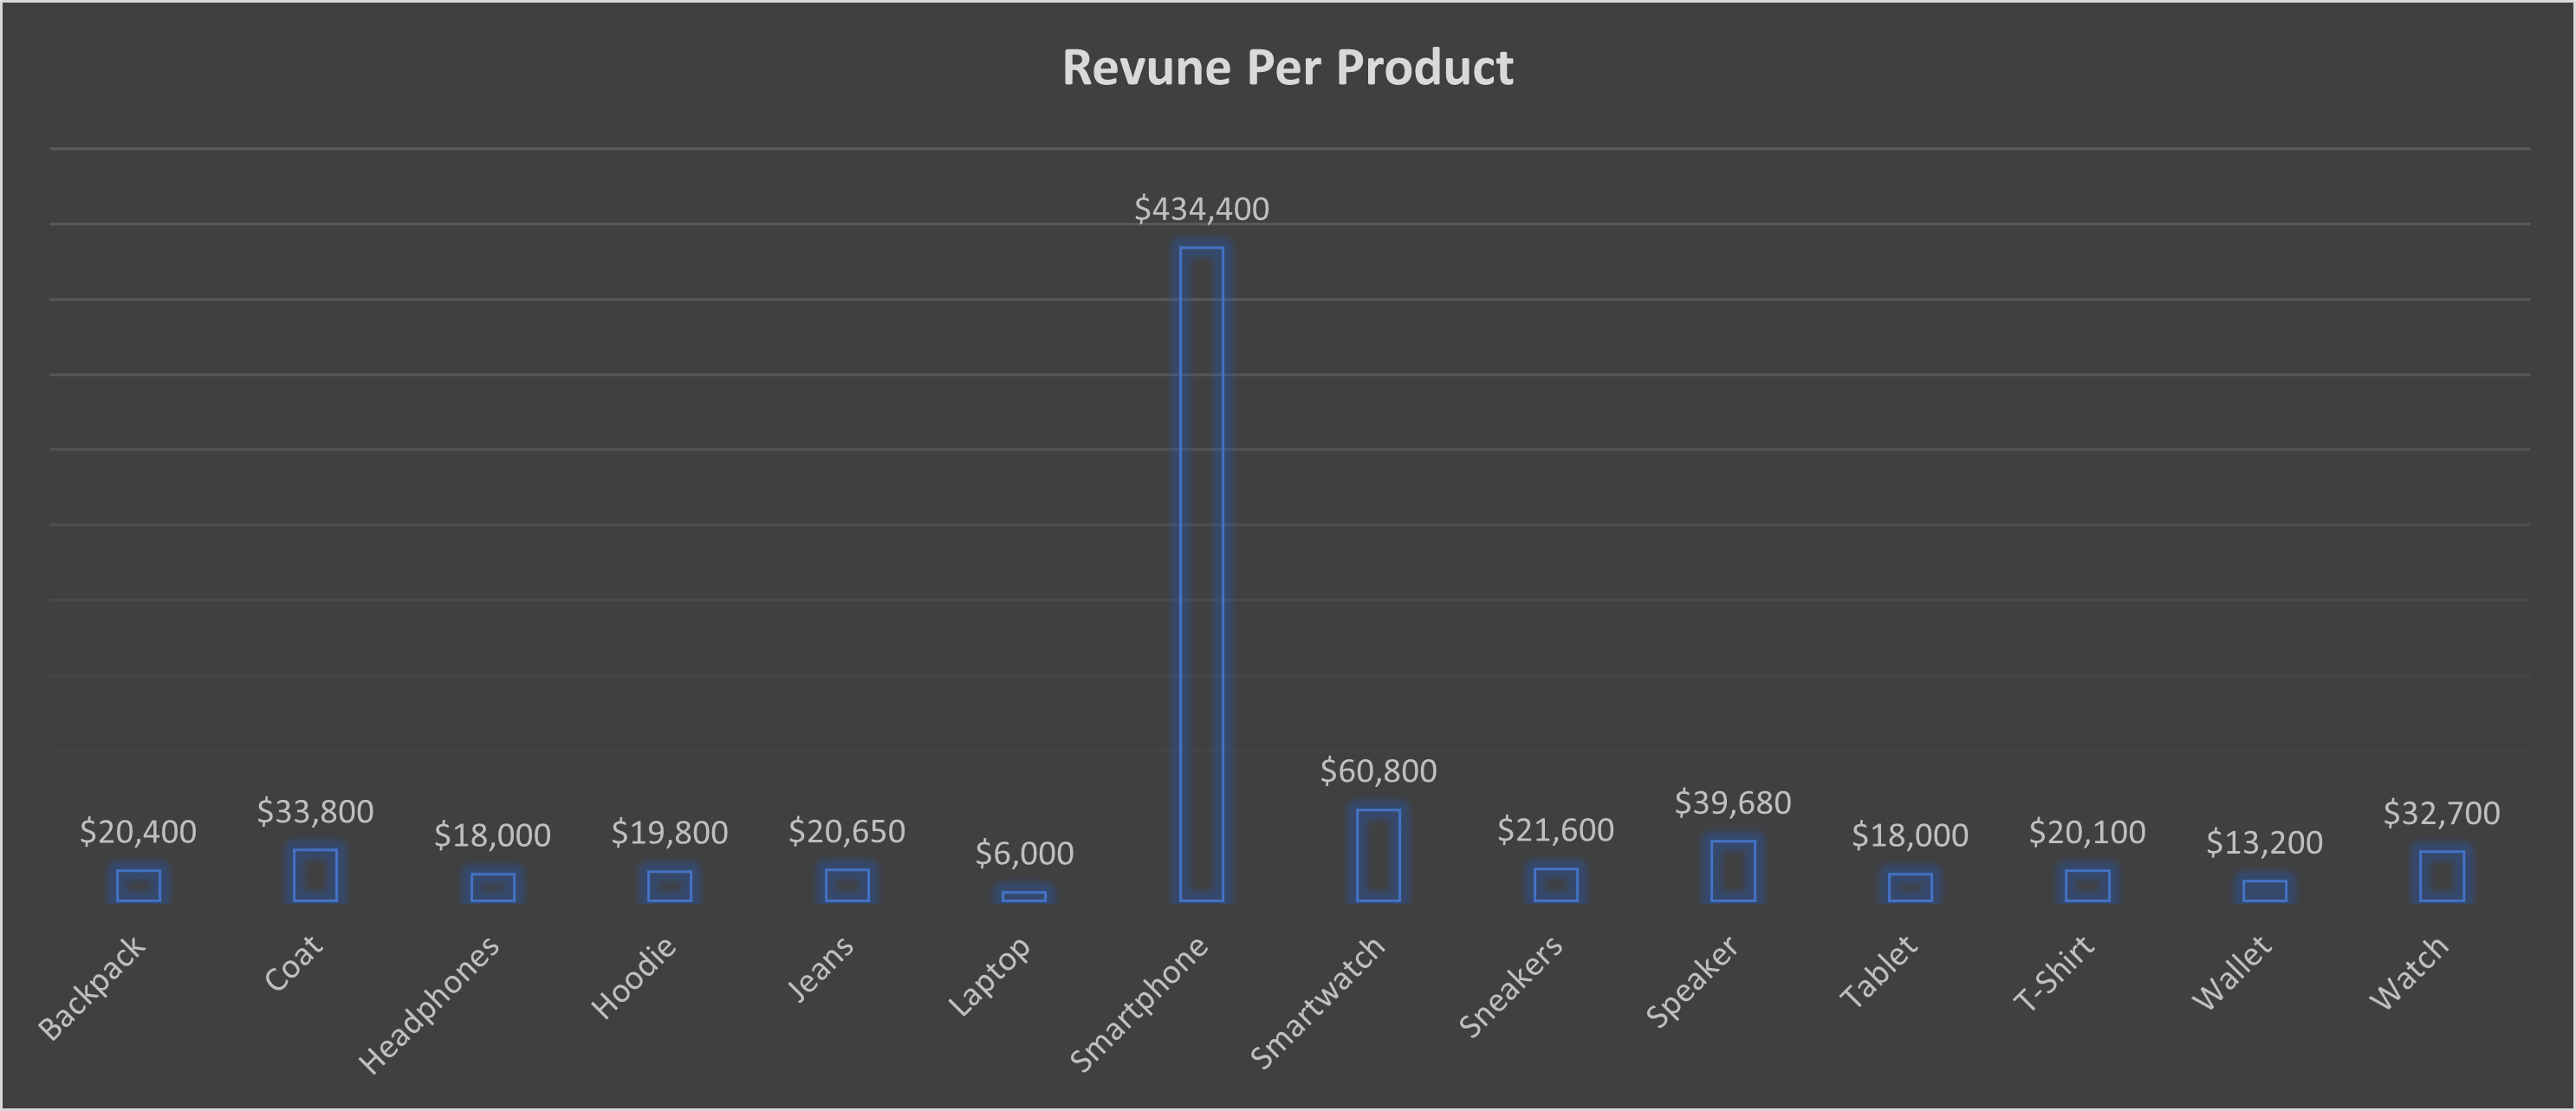 Revune Per Product
$434,400
$60,800
$39,680
$33,800
$32,700
$20,400
$18,000
$19,800
$20,650
$6,000
$21,600
$18,000
$20,100
$13,200
Backpack
Coat
Headphones
Hoodie
Jeans
Laptop
Smartphone
Smartwatch
Sneakers
Speaker
Tablet
T-Shirt
Wallet
Watch